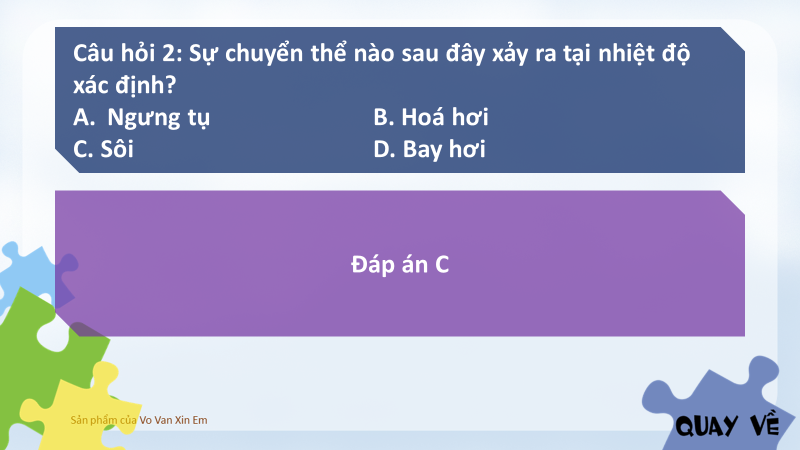 Câu hỏi 2: Sự chuyển thể nào sau đây xảy ra tại nhiệt độ
xác định?
A. Ngưng tụ B. Hoá hơi
C. Sôi D. Bay hơi
Đáp án C
Sản phẩm của Vo Van Xin Em
QUAY VỀ